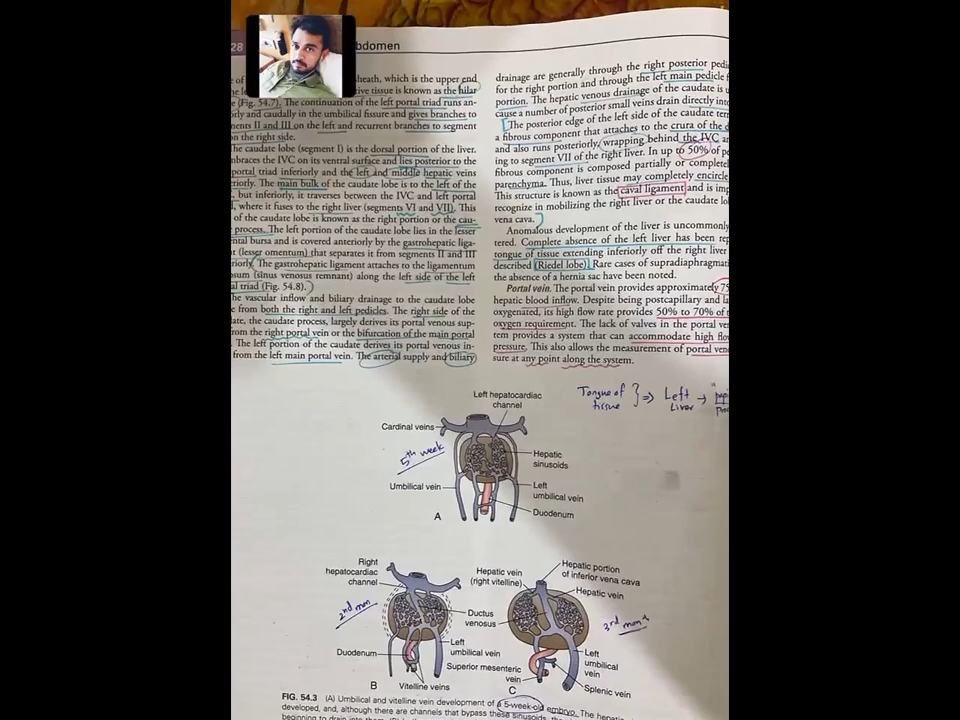 28
bdomen
e of
heath, which is the upper end
he le
ive tissue is known as the hilar
e (Fig. 54.7). The continuation of the left portal triad runs an-
orly and caudally in the umbilical fissure and gives branches to
ments II and III on the left and recurrent branches to segment
on the right side.
The caudate lobe (segment I) is the dorsal portion of the liver.
mbraces the IVC on its ventral surface and lies posterior to the
portal triad inferiorly and the left and middle hepatic veins
riorly. The main bulk of the caudate lobe is to the left of the
, but inferiorly, it traverses between the IVC and left portal
, where it fuses to the right liver (segments VI and VII). This
of the caudate lobe is known as the right portion or the cau-
process. The left portion of the caudate lobe lies in the lesser
ntal bursa and is covered anteriorly by the gastrohepatic liga-
t (lesser omentum) that separates it from segments II and III
riorly. The gastrohepatic ligament attaches to the ligamentum
sum (sinus venosus remnant) along the left side of the left
al triad (Fig. 54.8).
he vascular inflow and biliary drainage to the caudate lobe
e from both the right and left pedicles. The right side of the
ate, the caudate process, largely derives its portal venous sup-
rom the right portal vein or the bifurcation of the main portal
. The left portion of the caudate derives its portal venous in-
from the left main portal vein. The arterial supply and biliary
drainage are generally through the right posterior pedi
for the right portion and through the left main pedicle f
portion. The hepatic venous drainage of the caudate is u
cause a number of posterior small veins drain directly into
The posterior edge of the left side of the caudate ter
a fibrous component that attaches to the crura of the d
and also runs posteriorly, wrapping behind the IVC a
ing to segment VII of the right liver. In up to 50% of p
fibrous component is composed partially or complete
parenchyma. Thus, liver tissue may completely encircle
This structure is known as the caval ligament and is imp
recognize in mobilizing the right liver or the caudate lo
vena cava.
Anomalous development of the liver is uncommonly
tered. Complete absence of the left liver has been rep
tongue of tissue extending inferiorly off the right liver
described (Riedel lobe). Rare cases of supradiaphragmati
the absence of a hernia sac have been noted.
Portal vein. The portal vein provides approximately 75
hepatic blood inflow. Despite being postcapillary and la
oxygenated, its high flow rate provides 50% to 70% of t
oxygen requirement. The lack of valves in the portal ve
tem provides a system that can accommodate high flo
pressure. This also allows the measurement of portal ven
sure at any point along the system.
Tongue of
tissue
} ⇒ Left
Liver →
Left hepatocardiac
channel
Cardinal veins
5th week
Hepatic
sinusoids
Umbilical vein
Left
umbilical vein
Duodenum
A
Right
hepatocardiac
channel
2nd mon
Ductus
venosus
Left
umbilical vein
Duodenum
Vitelline veins
B
Hepatic vein
(right vitelline)
Hepatic portion
of inferior vena cava
Hepatic vein
3rd mon
Left
umbilical
vein
Superior mesenteric
vein
Splenic vein
C
FIG. 54.3 (A) Umbilical and vitelline vein development of a 5-week-old embryo. The hepatic
developed, and, although there are channels that bypass these sinusoids, the
beginning to drain into them. (B)